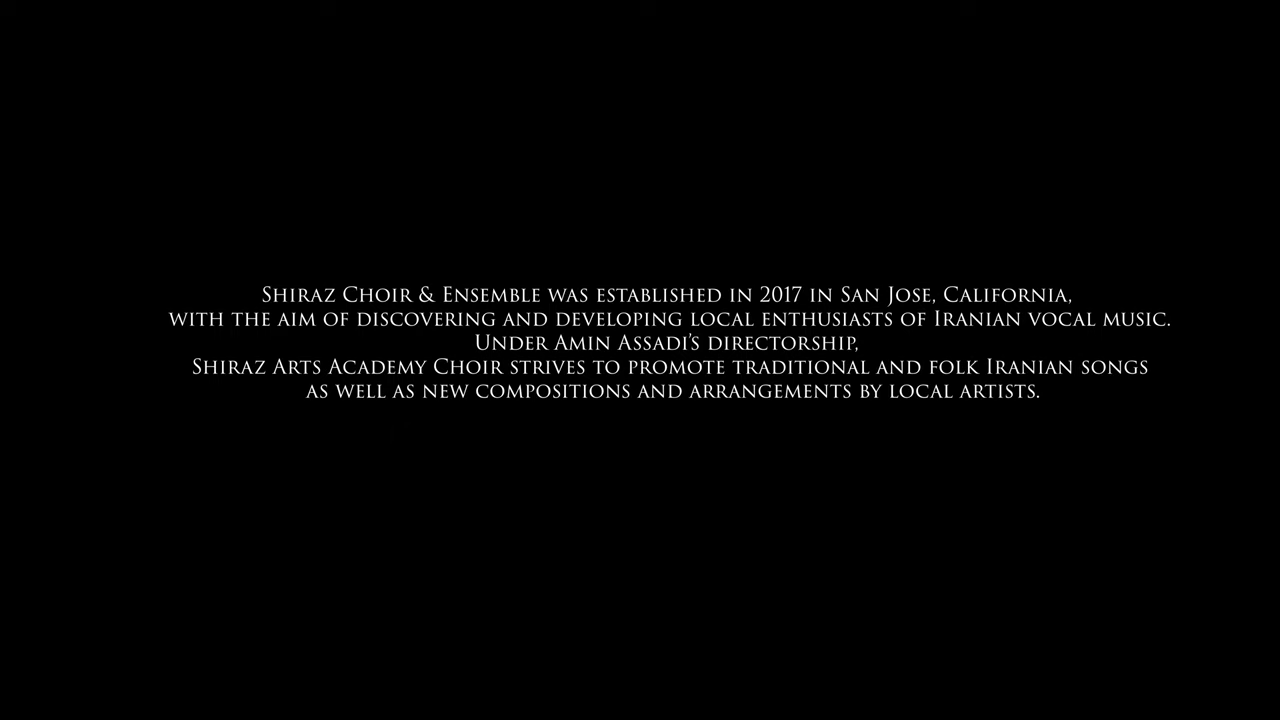 Shiraz Choir & Ensemble was established in 2017 in San Jose, California,
with the aim of discovering and developing local enthusiasts of Iranian vocal music.
Under Amin Assadi's directorship,
Shiraz Arts Academy Choir strives to promote traditional and folk Iranian songs
as well as new compositions and arrangements by local artists.